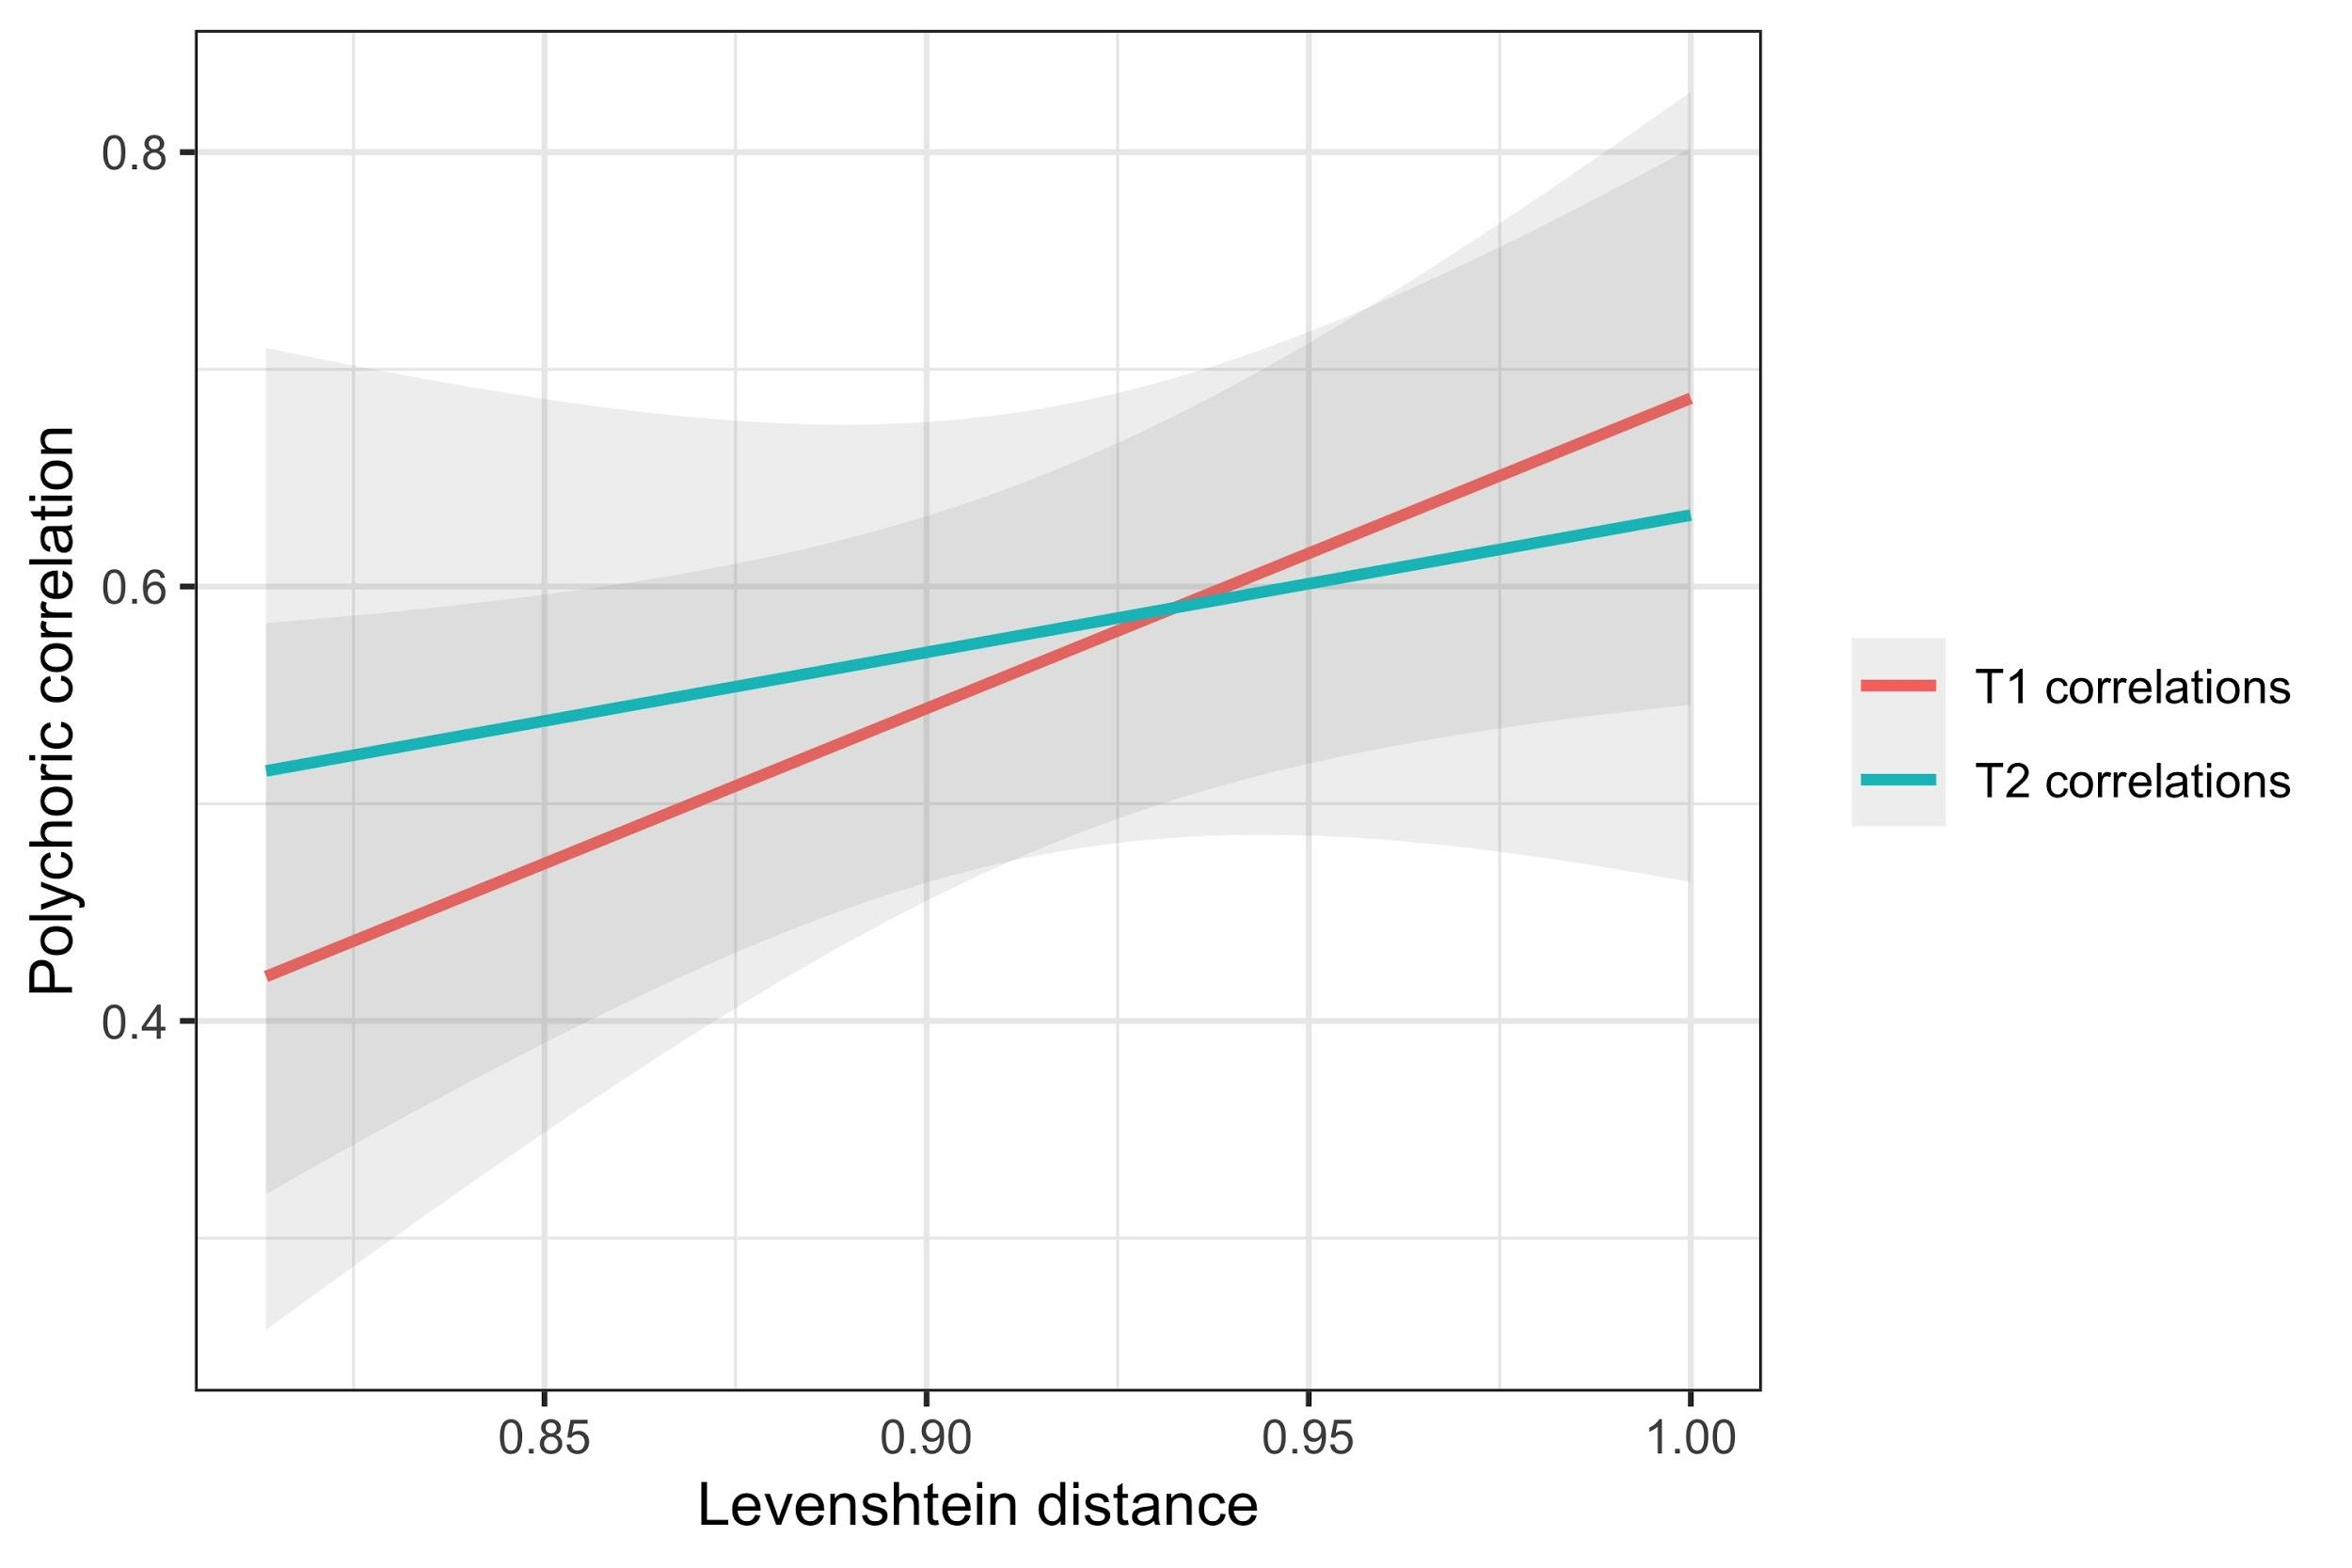 Polychoric correlation
0.8
0.6
0.4
0.85 0.90 0.95 1.00
Levenshtein distance
T1 correlations
T2 correlations